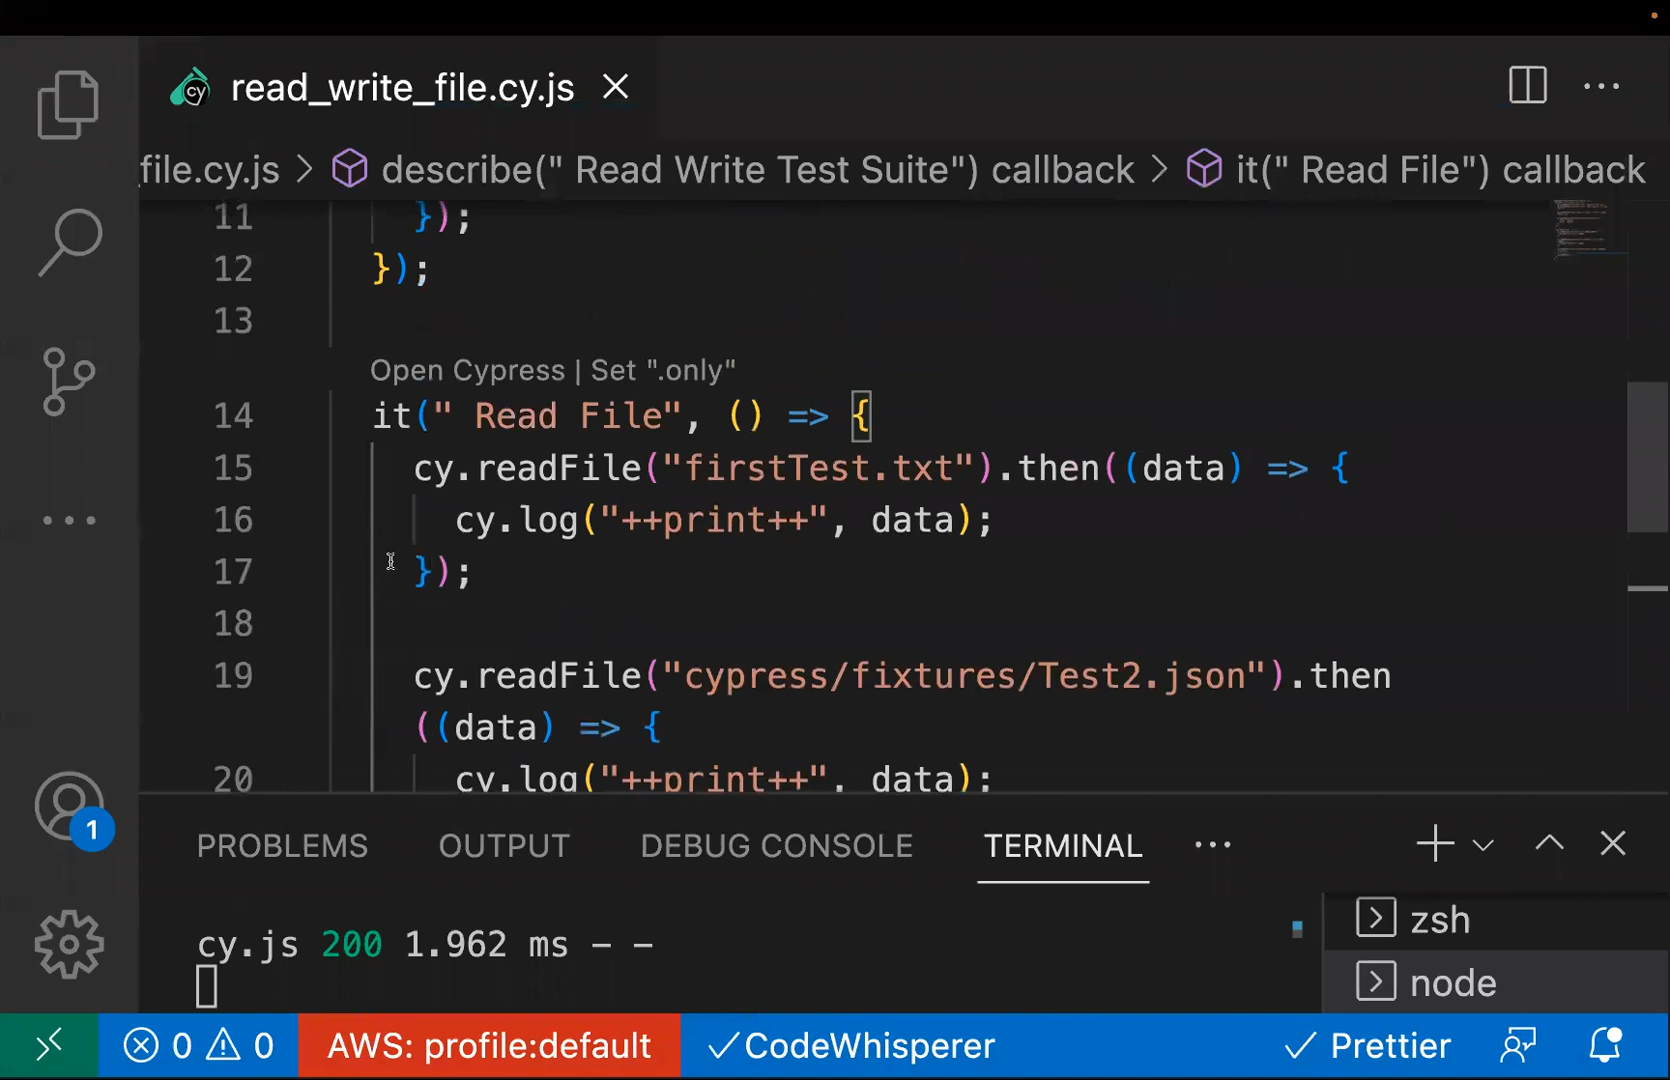 cy read_write_file.cy.js
file.cy.js > describe(" Read Write Test Suite") callback > it(" Read File") callback
11 });
12 });
13
Open Cypress | Set ".only"
14 it(" Read File", () => {
15 cy.readFile("firstTest.txt").then((data) => {
16 cy.log("++print++", data);
17 });
18
19 cy.readFile("cypress/fixtures/Test2.json").then
((data) => {
20 cy.log("++print++", data);
PROBLEMS OUTPUT DEBUG CONSOLE TERMINAL
cy.js 200 1.962 ms - -
zsh
node
1
0 0 AWS: profile:default CodeWhisperer Prettier